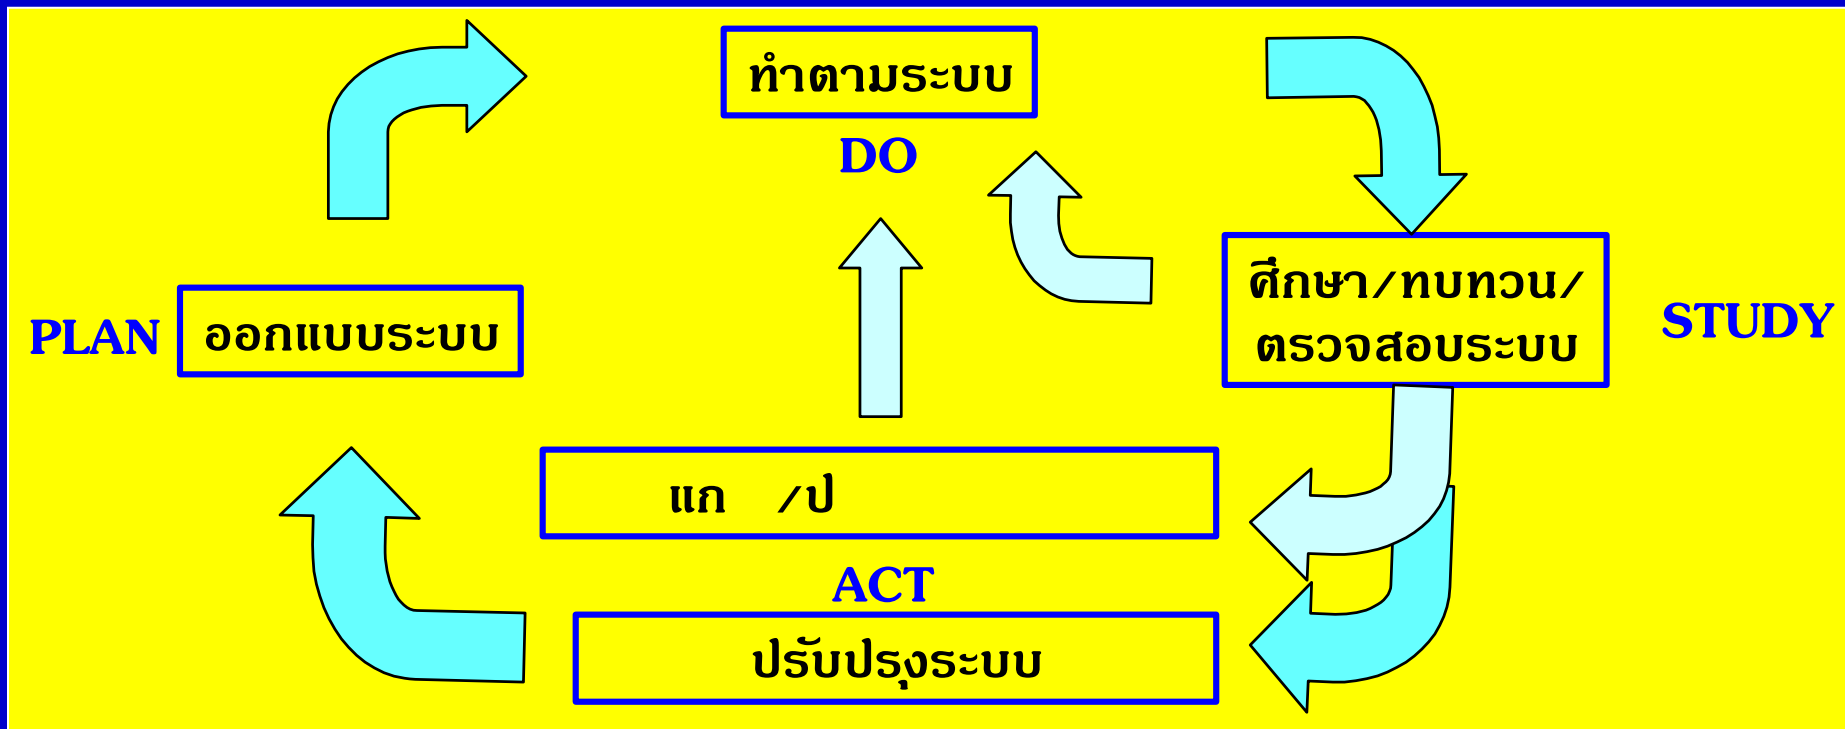 ทำตามระบบ
DO
ศึกษา/ทบทวน/
ตรวจสอบระบบ
STUDY
PLAN
ออกแบบระบบ
แก /ป
ACT
ปรับปรุงระบบ